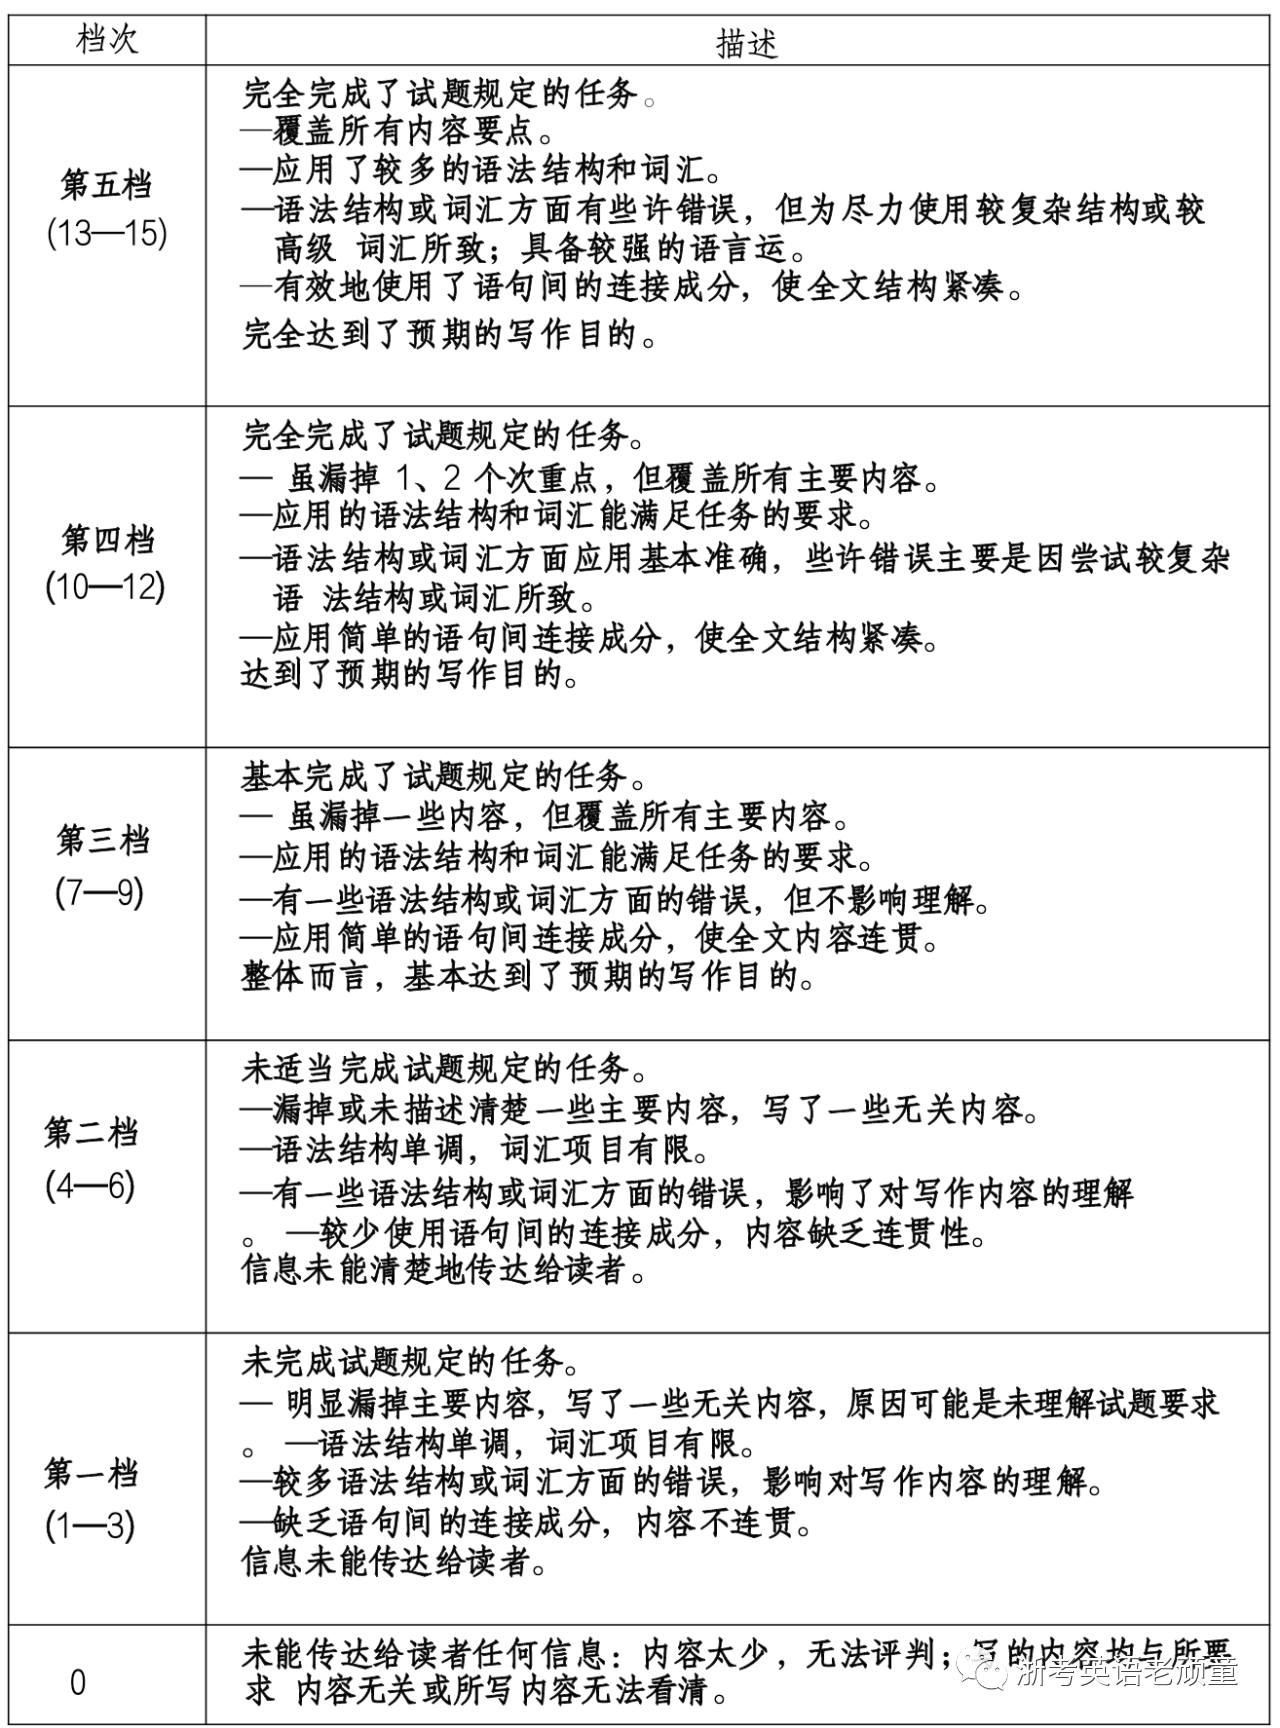 档次
描述
第五档
(13—15)
完全完成了试题规定的任务。
—覆盖所有内容要点。
—应用了较多的语法结构和词汇。
—语法结构或词汇方面有些许错误，但为尽力使用较复杂结构或较
高级 词汇所致；具备较强的语言运。
—有效地使用了语句间的连接成分，使全文结构紧凑。
完全达到了预期的写作目的。
第四档
(10—12)
完全完成了试题规定的任务。
— 虽漏掉 1、2 个次重点，但覆盖所有主要内容。
—应用的语法结构和词汇能满足任务的要求。
—语法结构或词汇方面应用基本准确，些许错误主要是因尝试较复杂
语 法结构或词汇所致。
—应用简单的语句间连接成分，使全文结构紧凑。
达到了预期的写作目的。
第三档
(7—9)
基本完成了试题规定的任务。
— 虽漏掉一些内容，但覆盖所有主要内容。
—应用的语法结构和词汇能满足任务的要求。
—有一些语法结构或词汇方面的错误，但不影响理解。
—应用简单的语句间连接成分，使全文内容连贯。
整体而言，基本达到了预期的写作目的。
第二档
(4—6)
未适当完成试题规定的任务。
—漏掉或未描述清楚一些主要内容，写了一些无关内容。
—语法结构单调，词汇项目有限。
—有一些语法结构或词汇方面的错误，影响了对写作内容的理解
。 —较少使用语句间的连接成分，内容缺乏连贯性。
信息未能清楚地传达给读者。
第一档
(1—3)
未完成试题规定的任务。
— 明显漏掉主要内容，写了一些无关内容，原因可能是未理解试题要求
。 —语法结构单调，词汇项目有限。
—较多语法结构或词汇方面的错误，影响对写作内容的理解。
—缺乏语句间的连接成分，内容不连贯。
信息未能传达给读者。
0
未能传达给读者任何信息：内容太少，无法评判；写的内容均与所要
求 内容无关或所写内容无法看清。
浙考英语老顽童